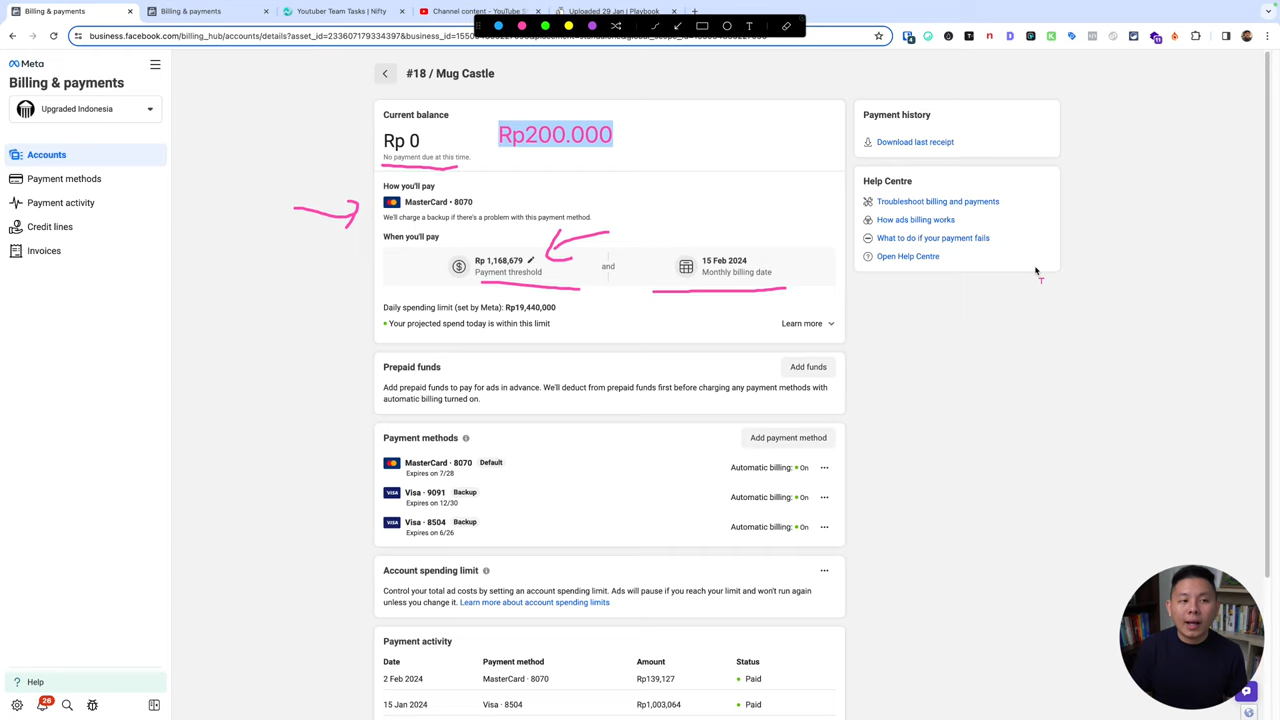 Billing & payments
Billing & payments
Youtuber Team Tasks | Nifty
Channel content - YouTube S
Uploaded 29 Jan | Playbook
T
Meta
Billing & payments
Upgraded Indonesia
Accounts
Payment methods
Payment activity
Credit lines
Invoices
Help
26
#18 / Mug Castle
Current balance
Rp 0
Rp200.000
No payment due at this time.
How you'll pay
MasterCard · 8070
We'll charge a backup if there's a problem with this payment method.
When you'll pay
Rp 1,168,679
Payment threshold
and
15 Feb 2024
Monthly billing date
Daily spending limit (set by Meta): Rp19,440,000
Your projected spend today is within this limit
Learn more
Prepaid funds
Add funds
Add prepaid funds to pay for ads in advance. We'll deduct from prepaid funds first before charging any payment methods with
automatic billing turned on.
Payment methods
Add payment method
MasterCard · 8070 Default
Expires on 7/28
Automatic billing: On
VISA Visa · 9091 Backup
Expires on 12/30
Automatic billing: On
VISA Visa · 8504 Backup
Expires on 6/26
Automatic billing: On
Account spending limit
Control your total ad costs by setting an account spending limit. Ads will pause if you reach your limit and won't run again
unless you change it. Learn more about account spending limits
Payment activity
Date Payment method Amount Status
2 Feb 2024 MasterCard · 8070 Rp139,127 Paid
15 Jan 2024 Visa · 8504 Rp1,003,064 Paid
Payment history
Download last receipt
Help Centre
Troubleshoot billing and payments
How ads billing works
What to do if your payment fails
Open Help Centre
T